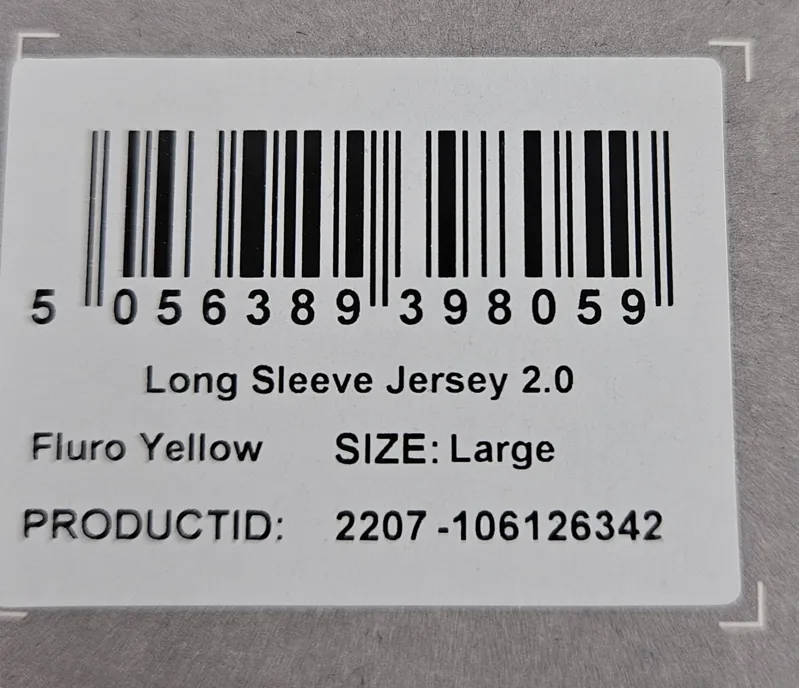 5 056389 398059
Long Sleeve Jersey 2.0
Fluro Yellow SIZE: Large
PRODUCTID: 2207 -106126342